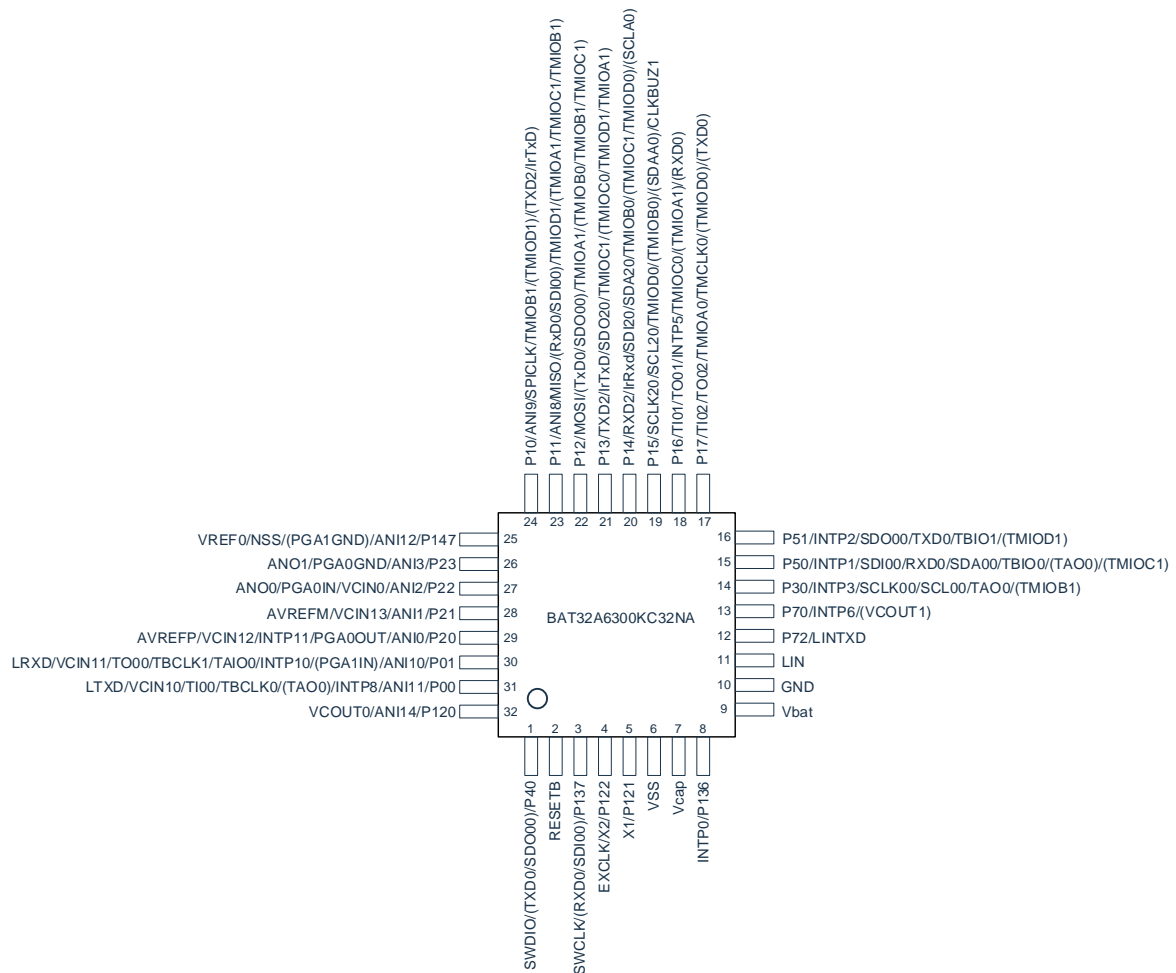 P10/ANI9/SPICLK/TMIOB1/(TMIOD1)/(TXD2/IrTxD)
P11/ANI8/MISO/(RxD0/SDI00)/TMIOD1/(TMIOA1/TMIOC1/TMIOB1)
P12/MOSI/(TxD0/SDO00)/TMIOA1/(TMIOB0/TMIOB1/TMIOC1)
P13/TXD2/IrTxD/SDO20/TMIOC1/(TMIOC0/TMIOD1/TMIOA1)
P14/RXD2/IrRxd/SDI20/SDA20/TMIOB0/(TMIOC1/TMIOD0)/(SCLA0)
P15/SCLK20/SCL20/TMIOD0/(TMIOB0)/(SDAA0)/CLKBUZ1
P16/TI01/TO01/INTP5/TMIOC0/(TMIOA1)/(RXD0)
P17/TI02/TO02/TMIOA0/TMCLK0/(TMIOD0)/(TXD0)
24 23 22 21 20 19 18 17
VREF0/NSS/(PGA1GND)/ANI12/P147 25
ANO1/PGA0GND/ANI3/P23 26
ANO0/PGA0IN/VCIN0/ANI2/P22 27
AVREFM/VCIN13/ANI1/P21 28
AVREFP/VCIN12/INTP11/PGA0OUT/ANI0/P20 29
LRXD/VCIN11/TO00/TBCLK1/TAIO0/INTP10/(PGA1IN)/ANI10/P01 30
LTXD/VCIN10/TI00/TBCLK0/(TAO0)/INTP8/ANI11/P00 31
VCOUT0/ANI14/P120 32
BAT32A6300KC32NA
16 P51/INTP2/SDO00/TXD0/TBIO1/(TMIOD1)
15 P50/INTP1/SDI00/RXD0/SDA00/TBIO0/(TAO0)/(TMIOC1)
14 P30/INTP3/SCLK00/SCL00/TAO0/(TMIOB1)
13 P70/INTP6/(VCOUT1)
12 P72/LINTXD
11 LIN
10 GND
9 Vbat
1 2 3 4 5 6 7 8
SWDIO/(TXD0/SDO00)/P40
RESETB
SWCLK/(RXD0/SDI00)/P137
EXCLK/X2/P122
X1/P121
VSS
Vcap
INTP0/P136